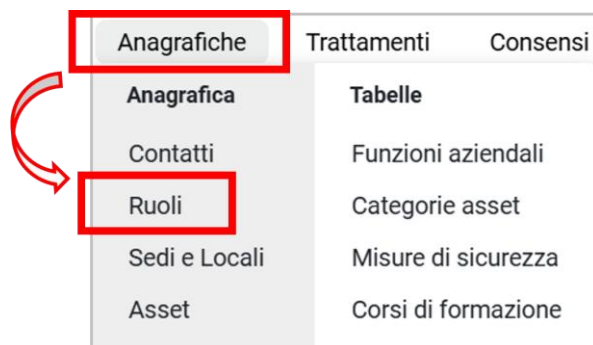 Anagrafiche Trattamenti Consensi
Anagrafica Tabelle
Contatti Funzioni aziendali
Ruoli Categorie asset
Sedi e Locali Misure di sicurezza
Asset Corsi di formazione